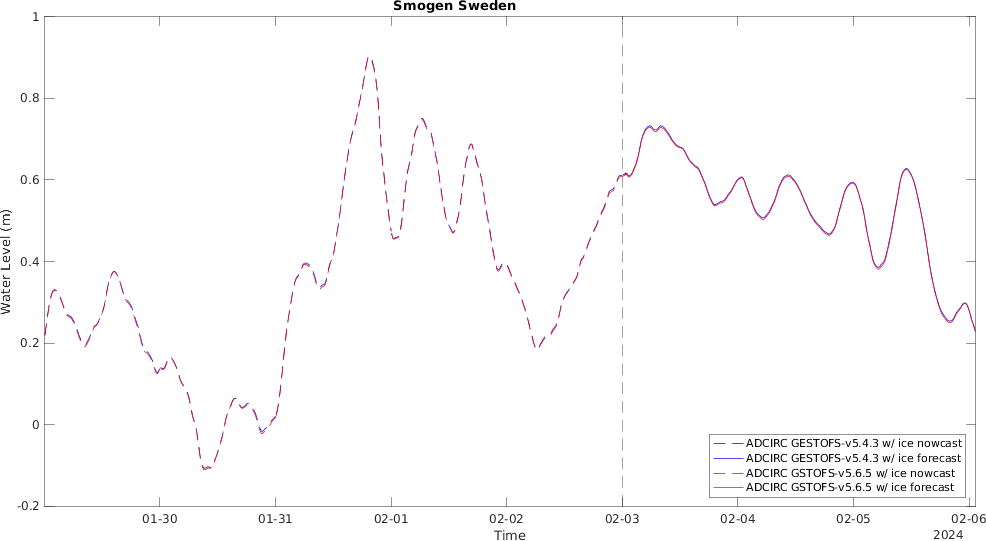 Smogen Sweden
1
0.8
0.6
0.4
0.2
0
-0.2
Water Level (m)
01-30 01-31 02-01 02-02 02-03 02-04 02-05 02-06
Time
2024
ADCIRC GESTOFS-v5.4.3 w/ ice nowcast
ADCIRC GESTOFS-v5.4.3 w/ ice forecast
ADCIRC GSTOFS-v5.6.5 w/ ice nowcast
ADCIRC GSTOFS-v5.6.5 w/ ice forecast